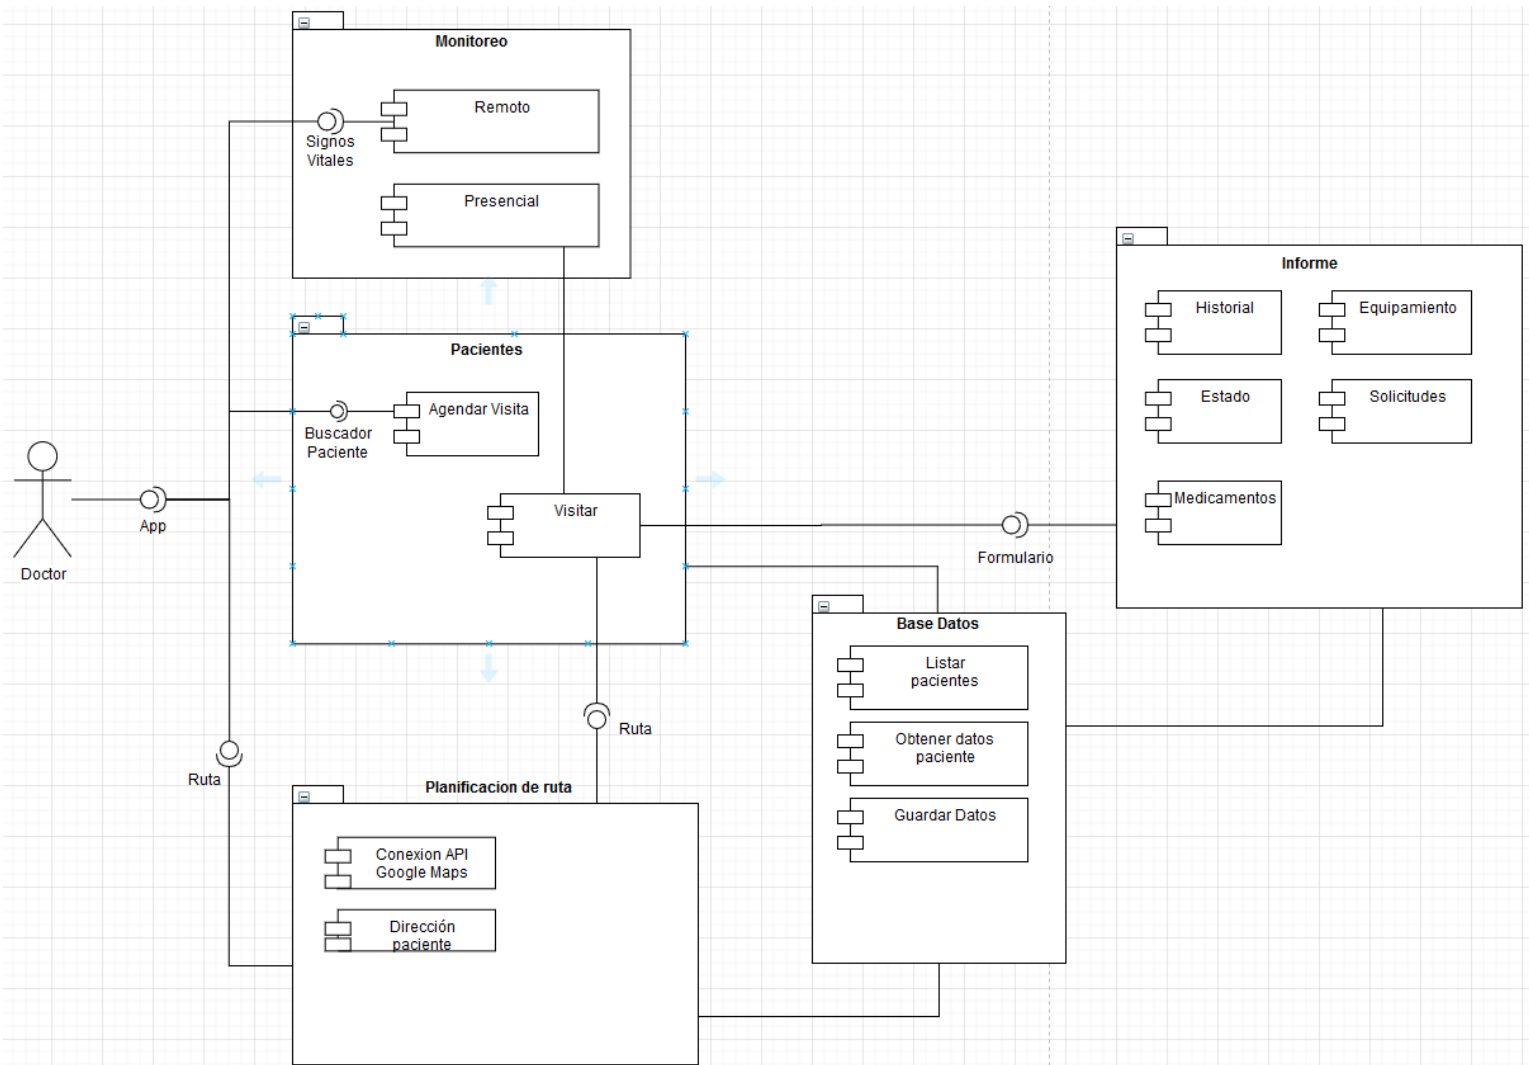 Monitoreo
Remoto
Signos
Vitales
Presencial
Pacientes
Agendar Visita
Buscador
Paciente
Visitar
App
Doctor
Formulario
Informe
Historial
Equipamiento
Estado
Solicitudes
Medicamentos
Base Datos
Listar
pacientes
Obtener datos
paciente
Guardar Datos
Ruta
Ruta
Planificacion de ruta
Conexion API
Google Maps
Dirección
paciente